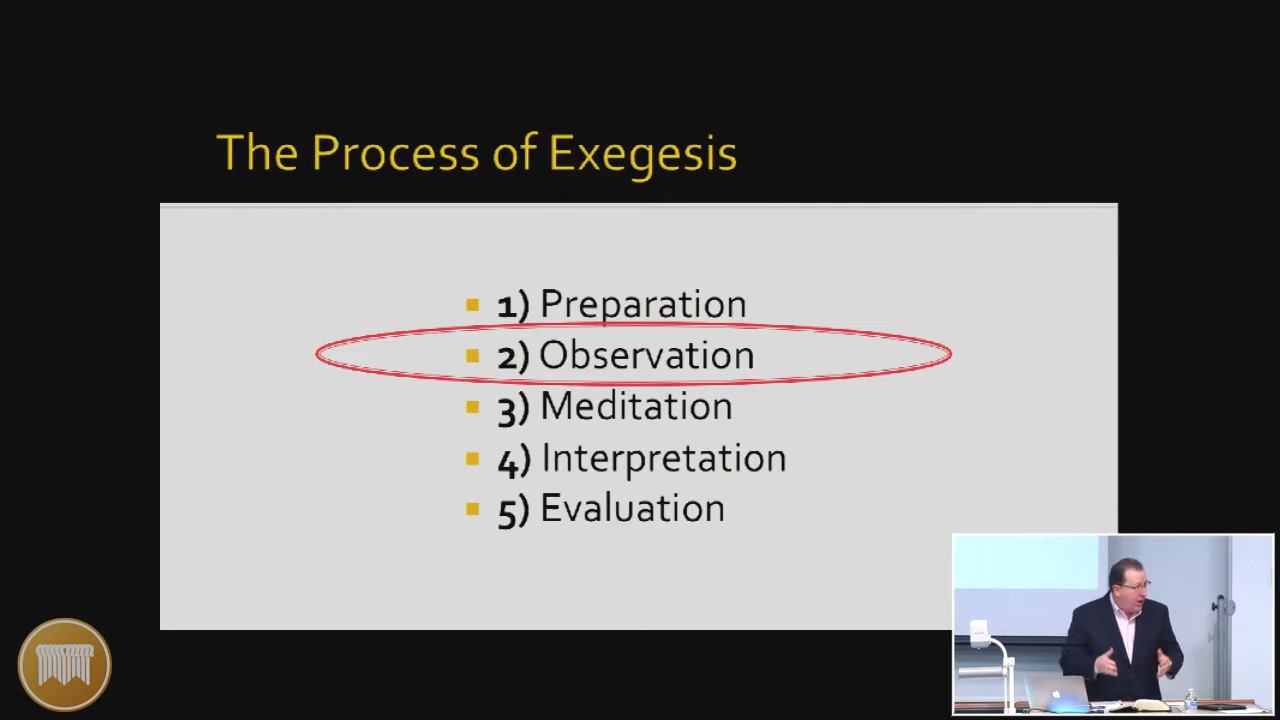 The Process of Exegesis
1) Preparation
2) Observation
3) Meditation
4) Interpretation
5) Evaluation